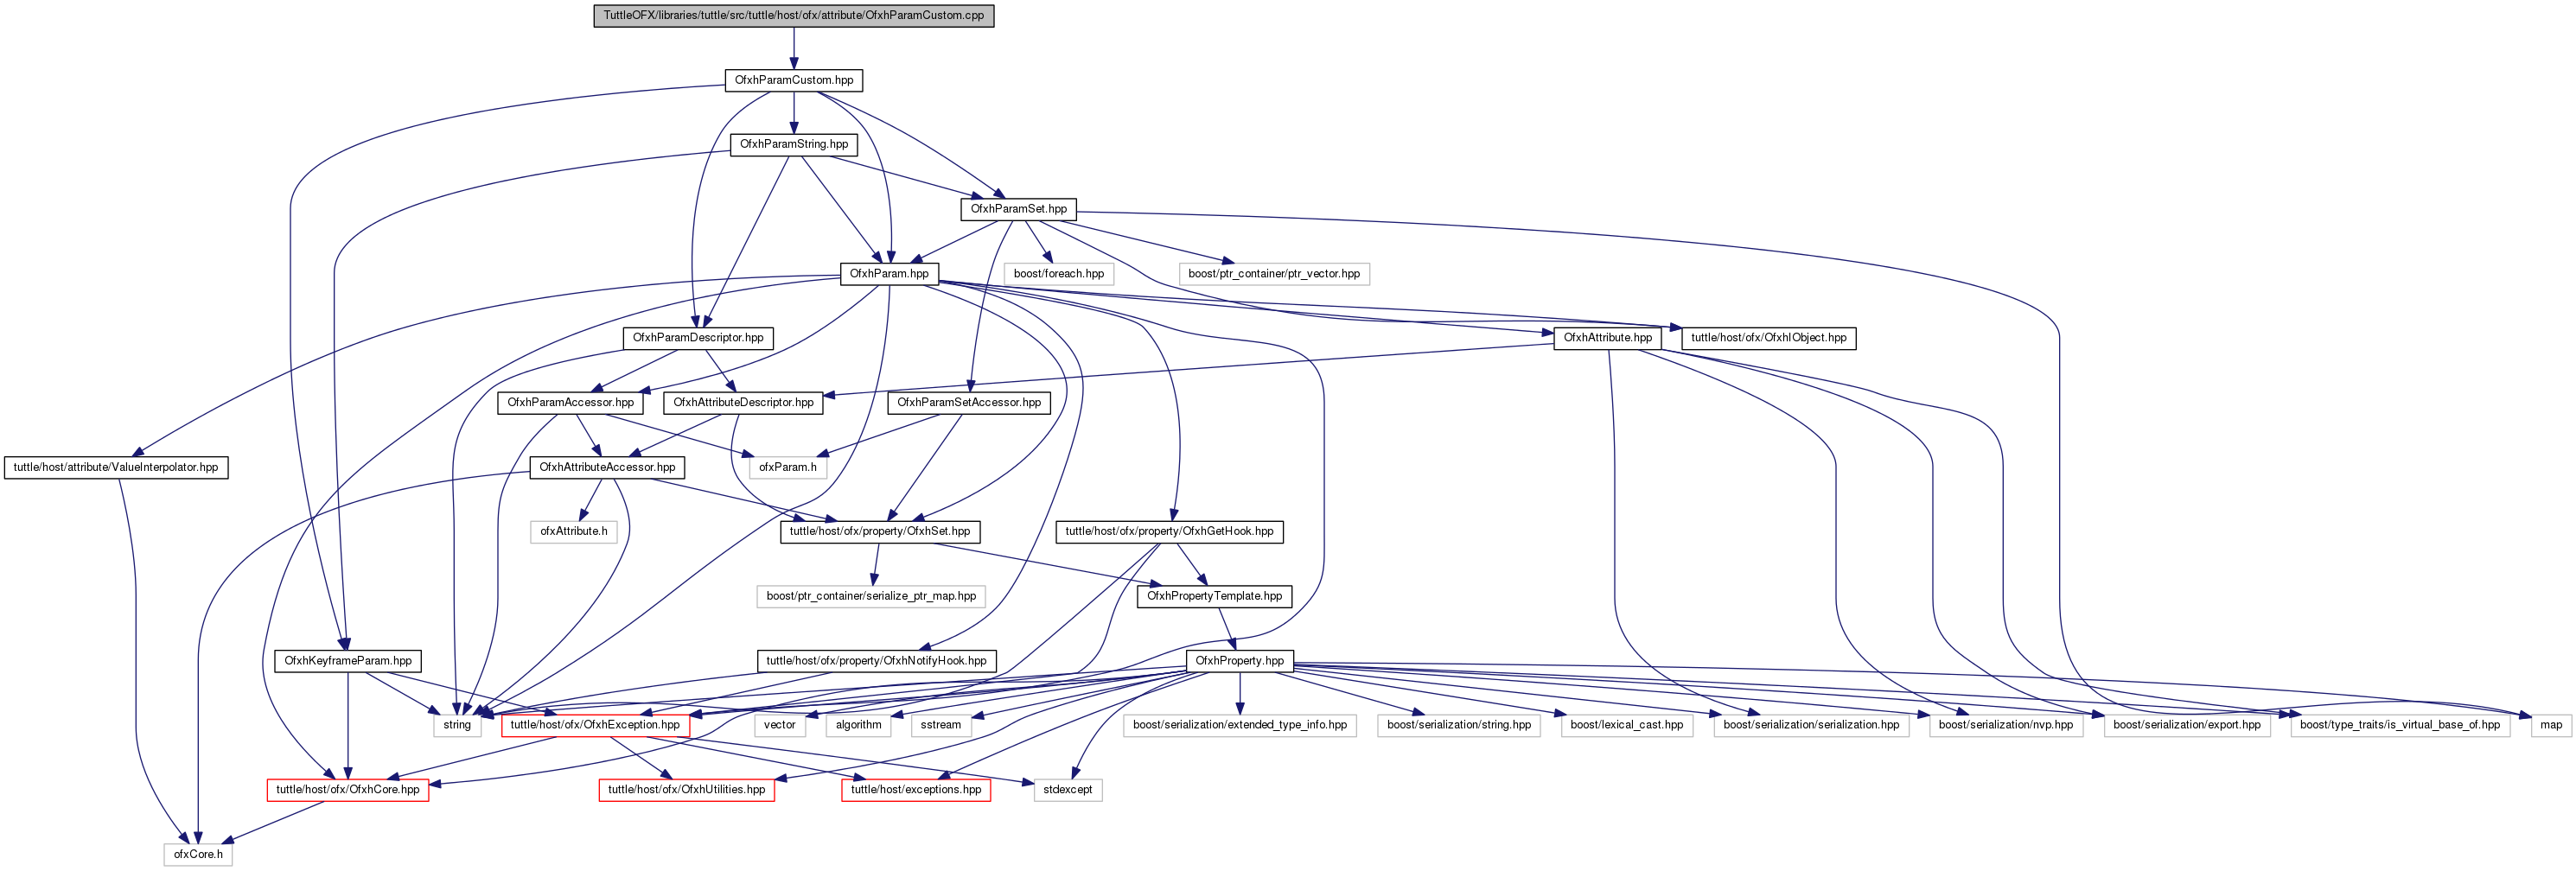 TuttleOFX/libraries/tuttle/src/tuttle/host/ofx/attribute/OfxhParamCustom.cpp
OfxhParamCustom.hpp
OfxhParamString.hpp
OfxhParamSet.hpp
OfxhParam.hpp
boost/foreach.hpp
boost/ptr_container/ptr_vector.hpp
OfxhParamDescriptor.hpp
OfxhAttribute.hpp
tuttle/host/ofx/OfxhIObject.hpp
OfxhParamAccessor.hpp
OfxhAttributeDescriptor.hpp
OfxhParamSetAccessor.hpp
tuttle/host/attribute/ValueInterpolator.hpp
OfxhAttributeAccessor.hpp
ofxParam.h
ofxAttribute.h
tuttle/host/ofx/property/OfxhSet.hpp
tuttle/host/ofx/property/OfxhGetHook.hpp
boost/ptr_container/serialize_ptr_map.hpp
OfxhPropertyTemplate.hpp
OfxhKeyframeParam.hpp
tuttle/host/ofx/property/OfxhNotifyHook.hpp
OfxhProperty.hpp
string
tuttle/host/ofx/OfxhException.hpp
vector
algorithm
sstream
boost/serialization/extended_type_info.hpp
boost/serialization/string.hpp
boost/lexical_cast.hpp
boost/serialization/serialization.hpp
boost/serialization/nvp.hpp
boost/serialization/export.hpp
boost/type_traits/is_virtual_base_of.hpp
map
tuttle/host/ofx/OfxhCore.hpp
tuttle/host/ofx/OfxhUtilities.hpp
tuttle/host/exceptions.hpp
stdexcept
ofxCore.h